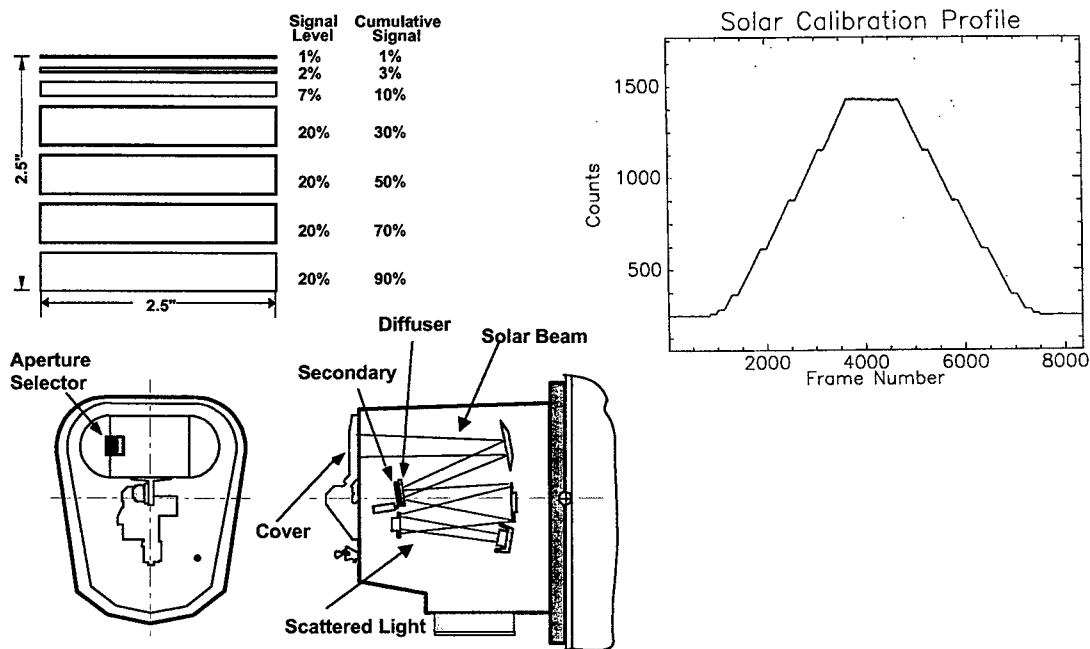 Signal Level
Cumulative Signal
1% 1%
2% 3%
7% 10%
20% 30%
20% 50%
20% 70%
20% 90%
2.5"
2.5"
Solar Calibration Profile
1500
1000
500
Counts
2000 4000 6000 8000
Frame Number
Aperture Selector
Diffuser
Solar Beam
Secondary
Cover
Scattered Light